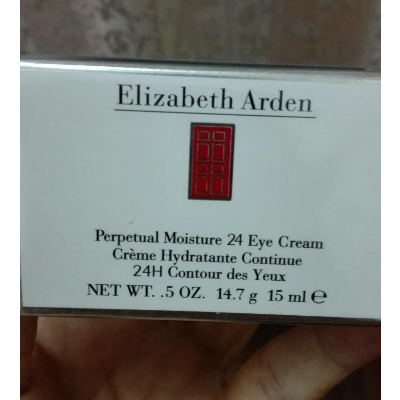 Elizabeth Arden
Perpetual Moisture 24 Eye Cream
Crème Hydratante Continue
24H Contour des Yeux
NET WT. .5 OZ. 14.7 g 15 ml ℮